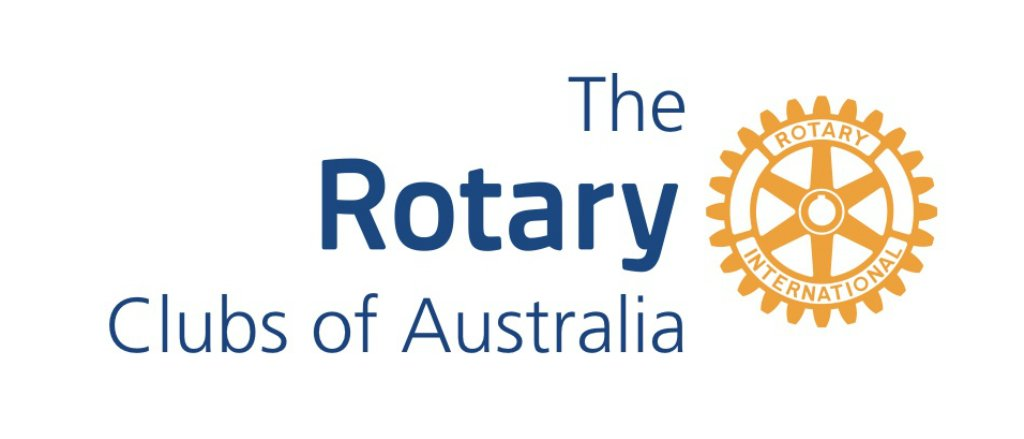 The
Rotary
Clubs of Australia
ROTARY
INTERNATIONAL